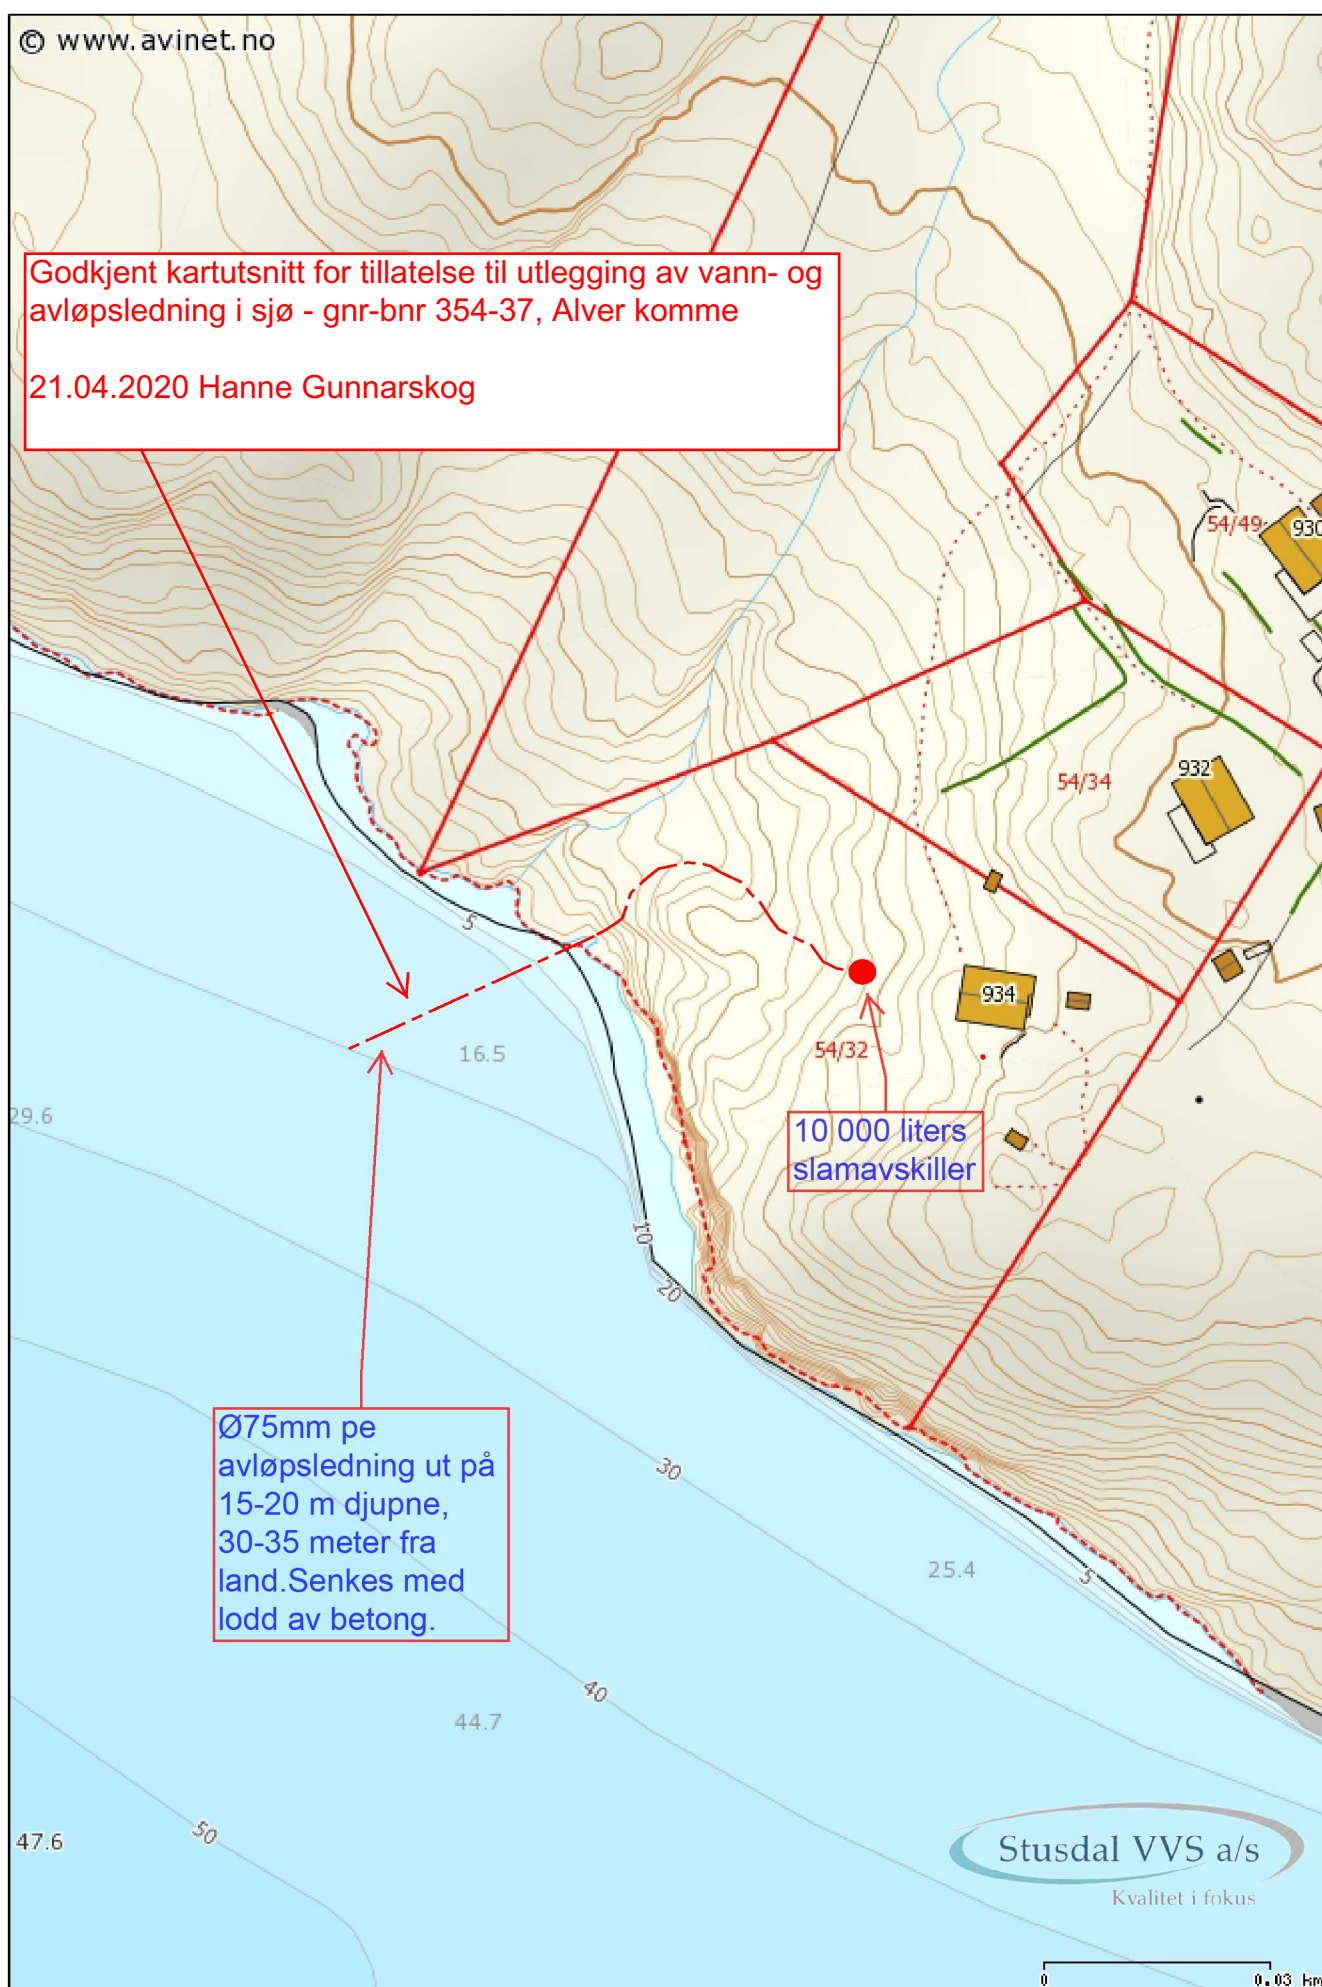 © www.avinet.no
Godkjent kartutsnitt for tillatelse til utlegging av vann- og
avløpsledning i sjø - gnr-bnr 354-37, Alver komme
21.04.2020 Hanne Gunnarskog
54/49
930
932
54/34
5
934
16.5
54/32
29.6
10 000 liters
slamavskiller
10
20
Ø75mm pe
avløpsledning ut på
15-20 m djupne,
30-35 meter fra
land.Senkes med
lodd av betong.
30
25.4
5
40
44.7
50
47.6
Stusdal VVS a/s
Kvalitet i fokus
0 0.03 km